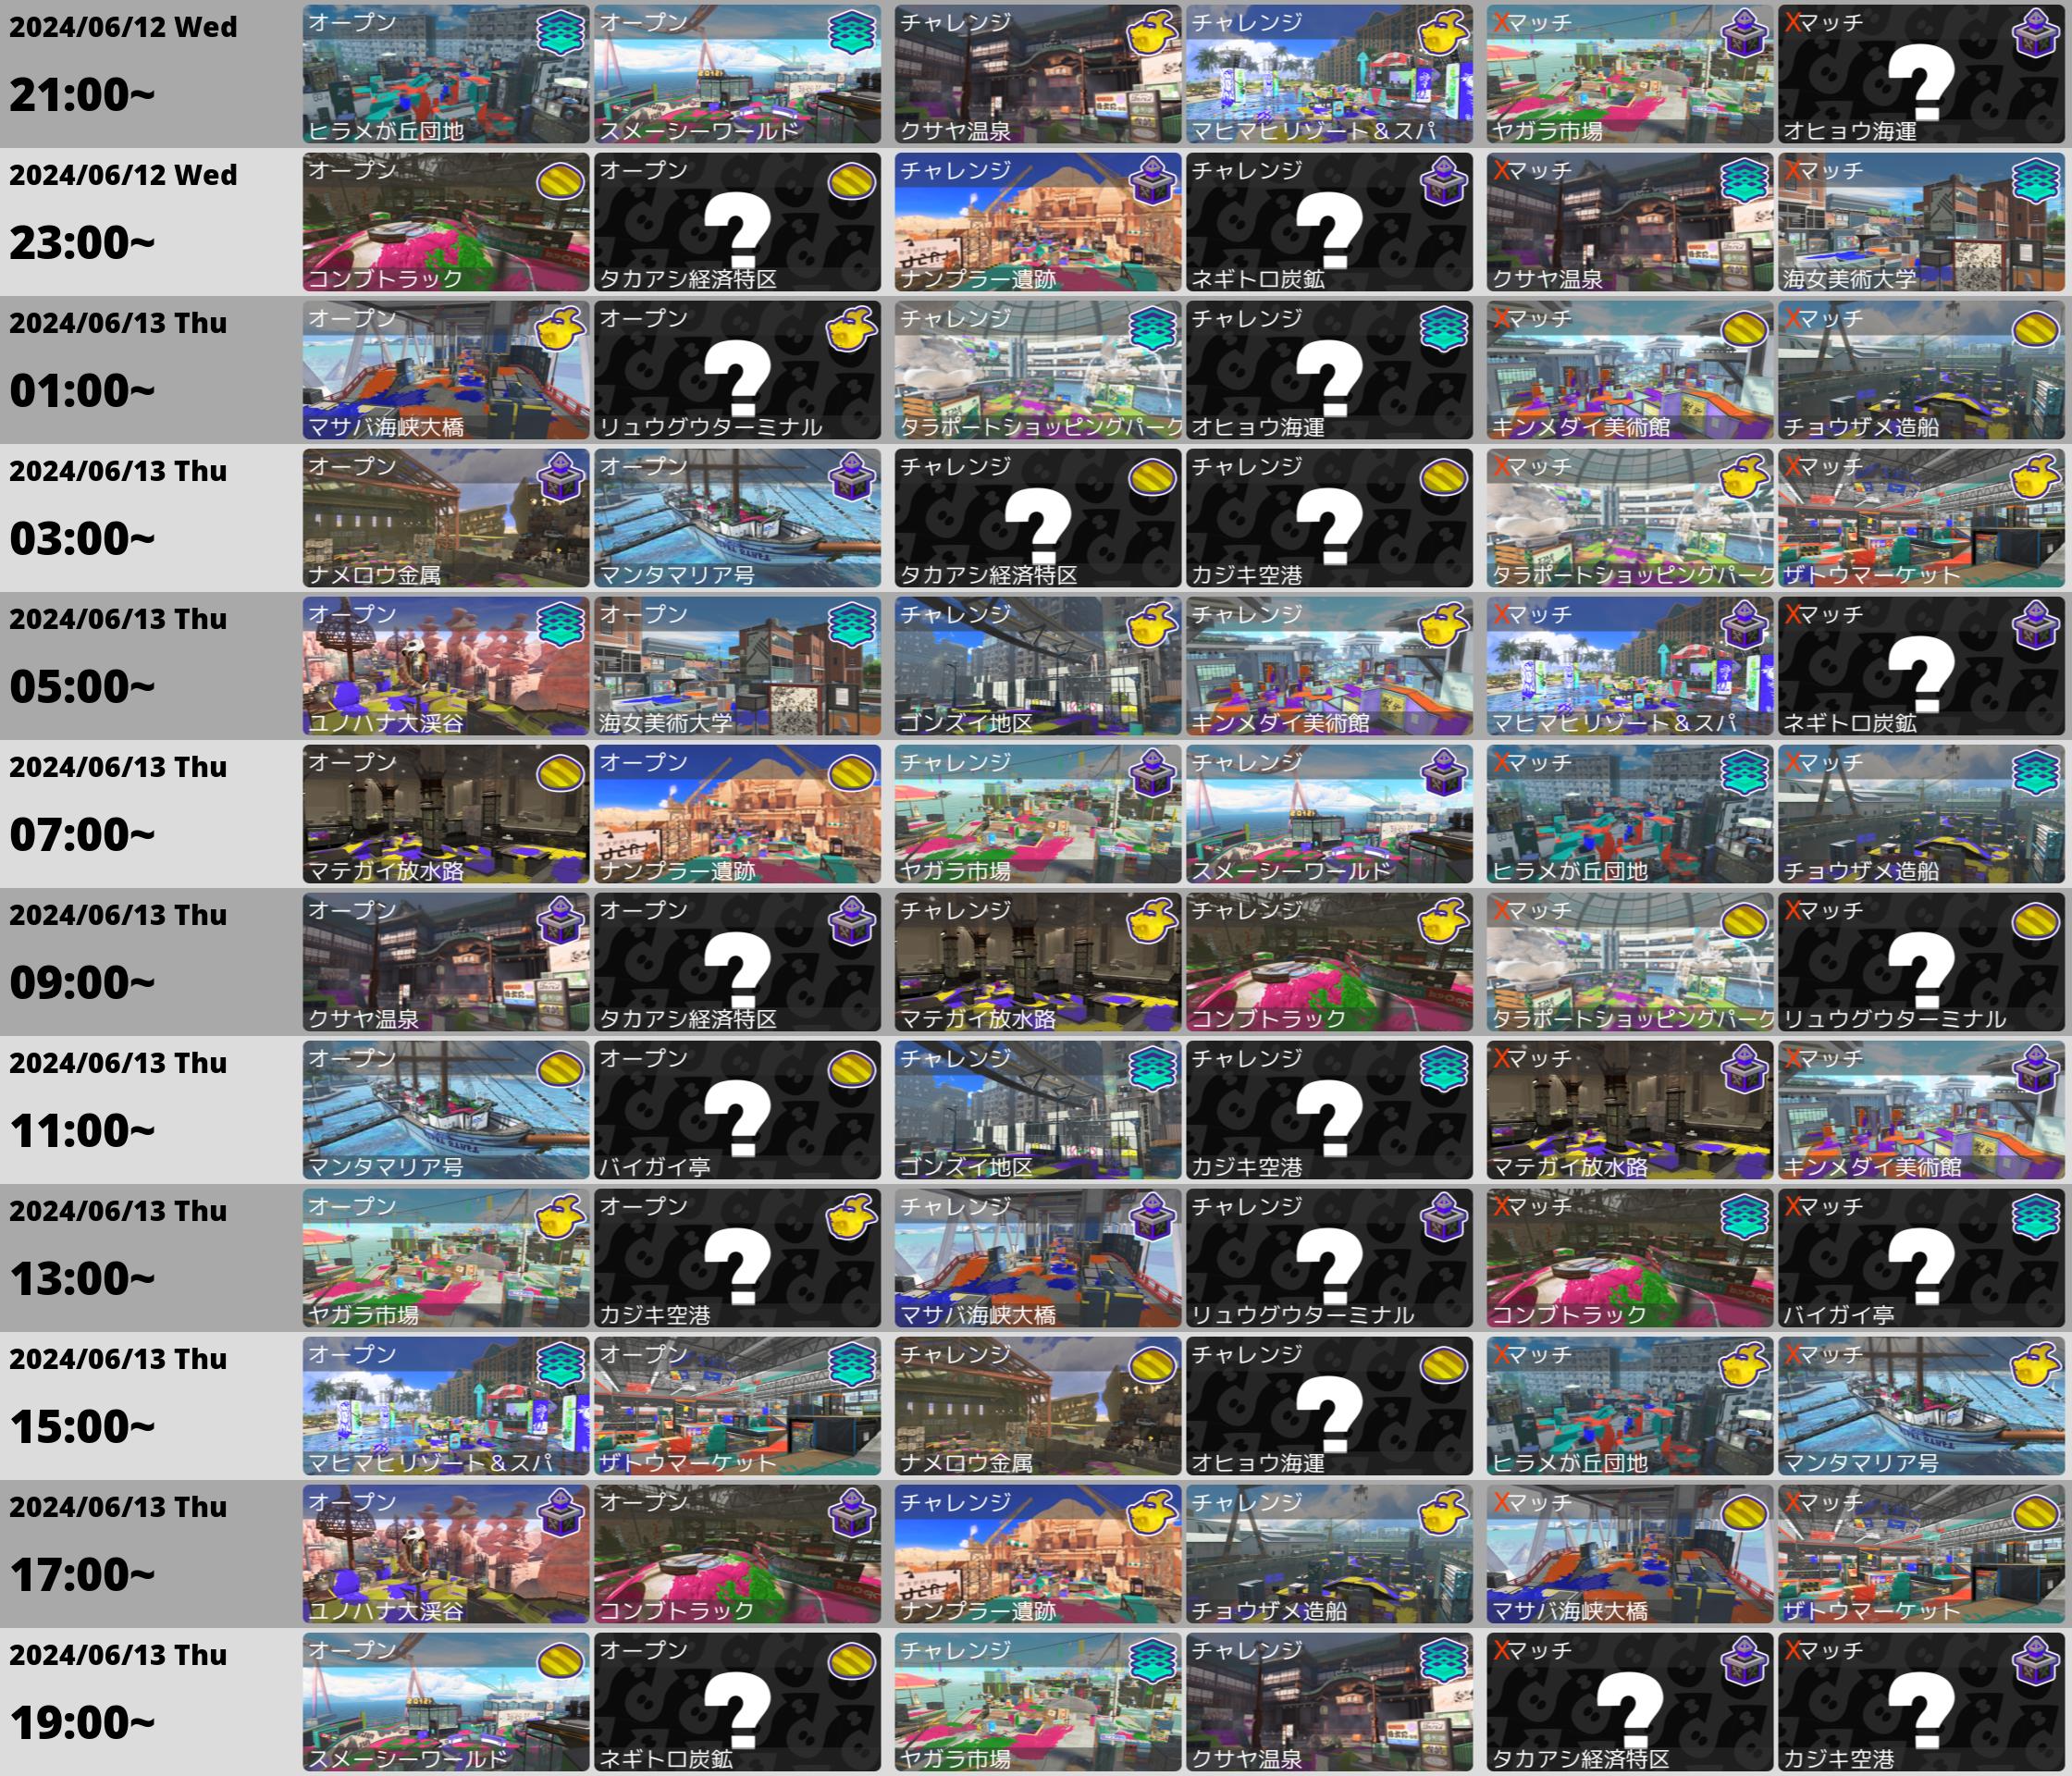 2024/06/12 Wed
21:00~
オープン
ヒラメが丘団地
オープン
スメーシーワールド
チャレンジ
クサヤ温泉
チャレンジ
マヒマヒリゾート＆スパ
Xマッチ
ヤガラ市場
Xマッチ
オヒョウ海運
2024/06/12 Wed
23:00~
オープン
コンブトラック
オープン
タカアシ経済特区
チャレンジ
ナンプラー遺跡
チャレンジ
ネギトロ炭鉱
Xマッチ
クサヤ温泉
Xマッチ
海女美術大学
2024/06/13 Thu
01:00~
オープン
マサバ海峡大橋
オープン
リュウグウターミナル
チャレンジ
タラポートショッピングパーク
チャレンジ
オヒョウ海運
Xマッチ
キンメダイ美術館
Xマッチ
チョウザメ造船
2024/06/13 Thu
03:00~
オープン
ナメロウ金属
オープン
マンタマリア号
チャレンジ
タカアシ経済特区
チャレンジ
カジキ空港
Xマッチ
タラポートショッピングパーク
Xマッチ
ザトウマーケット
2024/06/13 Thu
05:00~
オープン
ユノハナ大渓谷
オープン
海女美術大学
チャレンジ
ゴンズイ地区
チャレンジ
キンメダイ美術館
Xマッチ
マヒマヒリゾート＆スパ
Xマッチ
ネギトロ炭鉱
2024/06/13 Thu
07:00~
オープン
マテガイ放水路
オープン
ナンプラー遺跡
チャレンジ
ヤガラ市場
チャレンジ
スメーシーワールド
Xマッチ
ヒラメが丘団地
Xマッチ
チョウザメ造船
2024/06/13 Thu
09:00~
オープン
クサヤ温泉
オープン
タカアシ経済特区
チャレンジ
マテガイ放水路
チャレンジ
コンブトラック
Xマッチ
タラポートショッピングパーク
Xマッチ
リュウグウターミナル
2024/06/13 Thu
11:00~
オープン
マンタマリア号
オープン
バイガイ亭
チャレンジ
ゴンズイ地区
チャレンジ
カジキ空港
Xマッチ
マテガイ放水路
Xマッチ
キンメダイ美術館
2024/06/13 Thu
13:00~
オープン
ヤガラ市場
オープン
カジキ空港
チャレンジ
マサバ海峡大橋
チャレンジ
リュウグウターミナル
Xマッチ
コンブトラック
Xマッチ
バイガイ亭
2024/06/13 Thu
15:00~
オープン
マヒマヒリゾート＆スパ
オープン
ザトウマーケット
チャレンジ
ナメロウ金属
チャレンジ
オヒョウ海運
Xマッチ
ヒラメが丘団地
Xマッチ
マンタマリア号
2024/06/13 Thu
17:00~
オープン
ユノハナ大渓谷
オープン
コンブトラック
チャレンジ
ナンプラー遺跡
チャレンジ
チョウザメ造船
Xマッチ
マサバ海峡大橋
Xマッチ
ザトウマーケット
2024/06/13 Thu
19:00~
オープン
スメーシーワールド
オープン
ネギトロ炭鉱
チャレンジ
ヤガラ市場
チャレンジ
クサヤ温泉
Xマッチ
タカアシ経済特区
Xマッチ
カジキ空港